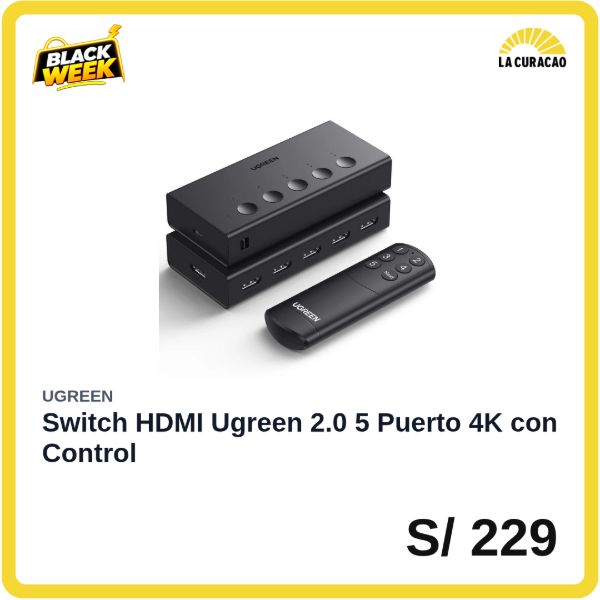 BLACK
WEEK
LA CURACAO
UGREEN
UGREEN
UGREEN
Switch HDMI Ugreen 2.0 5 Puerto 4K con
Control
S/ 229